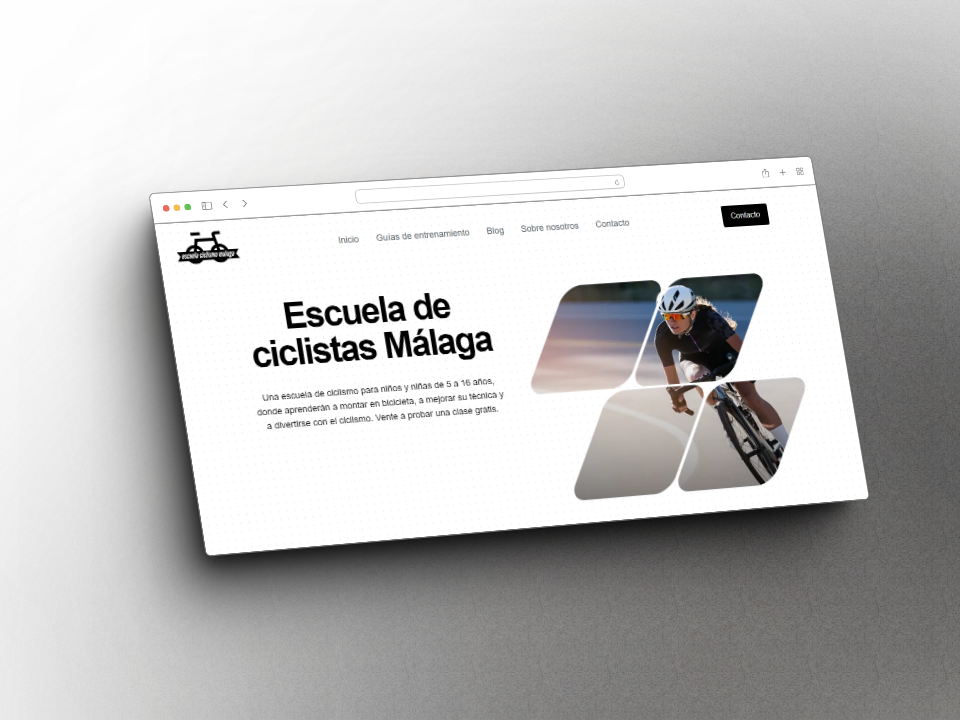 escuela ciclismo málaga
Inicio
Guías de entrenamiento
Blog
Sobre nosotros
Contacto
Contacto
Escuela de
ciclistas Málaga
Una escuela de ciclismo para niños y niñas de 5 a 16 años,
donde aprenderán a montar en bicicleta, a mejorar su técnica y
a divertirse con el ciclismo. Vente a probar una clase gratis.